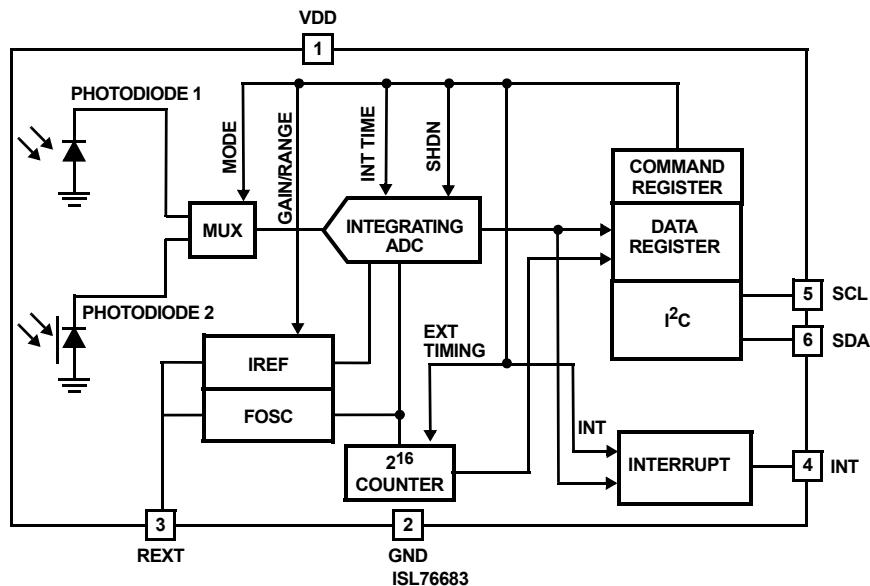 VDD
1
PHOTODIODE 1
MODE
GAIN/RANGE
INT TIME
SHDN
COMMAND
REGISTER
MUX
INTEGRATING
ADC
DATA
REGISTER
PHOTODIODE 2
I²C
5
SCL
6
SDA
EXT
TIMING
IREF
FOSC
2¹⁶
COUNTER
INT
INTERRUPT
4
INT
3
REXT
2
GND
ISL76683